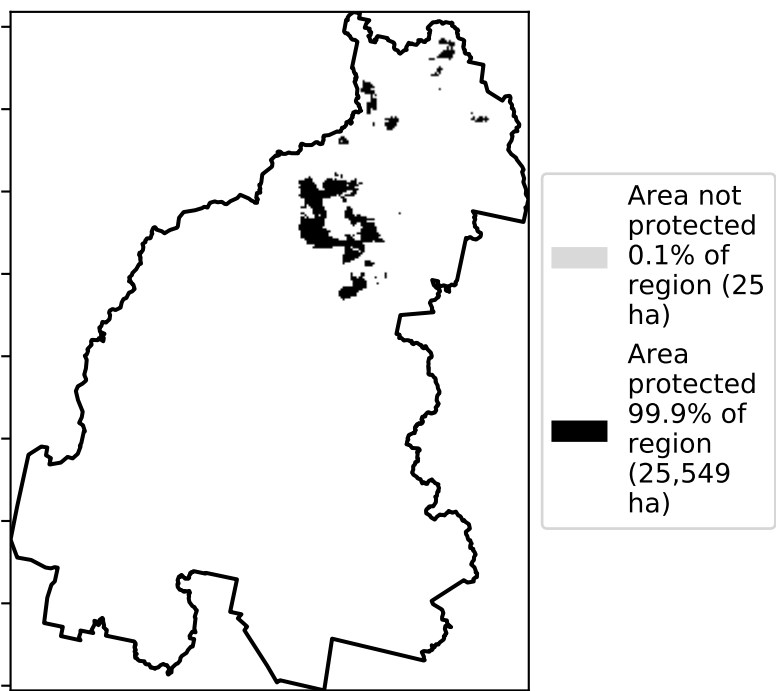 Area not
protected
0.1% of
region (25
ha)
Area
protected
99.9% of
region
(25,549
ha)